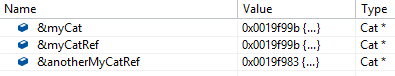 Name Value Type
&myCat 0x0019f99b {...} Cat *
&myCatRef 0x0019f99b {...} Cat *
&anotherMyCatRef 0x0019f983 {...} Cat *